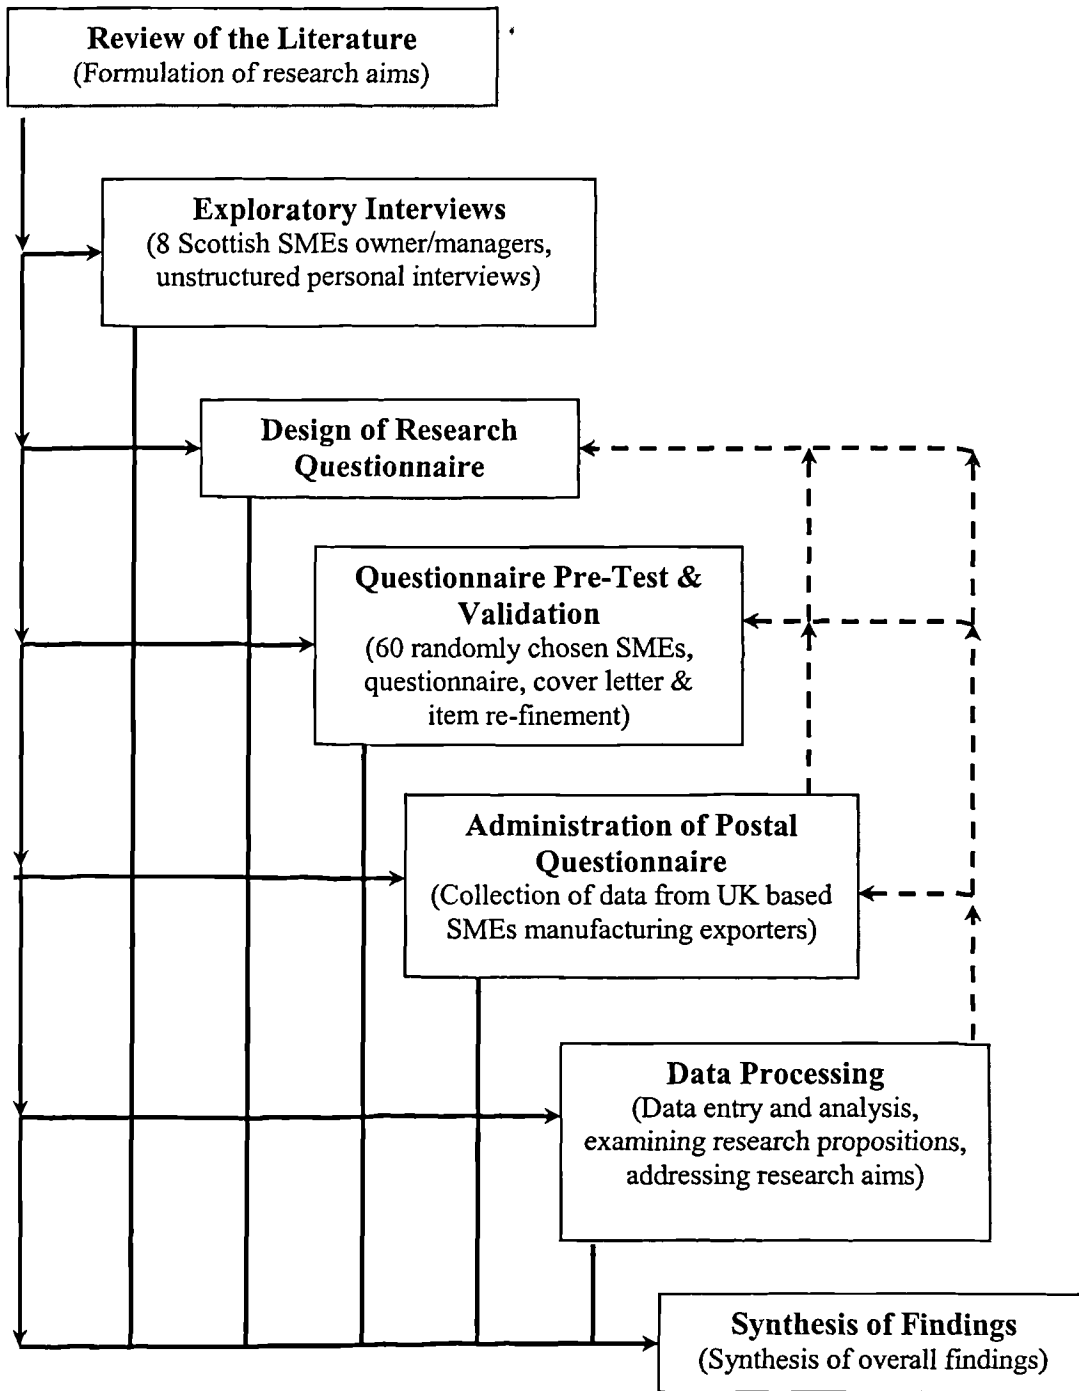 Review of the Literature
(Formulation of research aims)
Exploratory Interviews
(8 Scottish SMEs owner/managers,
unstructured personal interviews)
Design of Research
Questionnaire
Questionnaire Pre-Test &
Validation
(60 randomly chosen SMEs,
questionnaire, cover letter &
item re-finement)
Administration of Postal
Questionnaire
(Collection of data from UK based
SMEs manufacturing exporters)
Data Processing
(Data entry and analysis,
examining research propositions,
addressing research aims)
Synthesis of Findings
(Synthesis of overall findings)